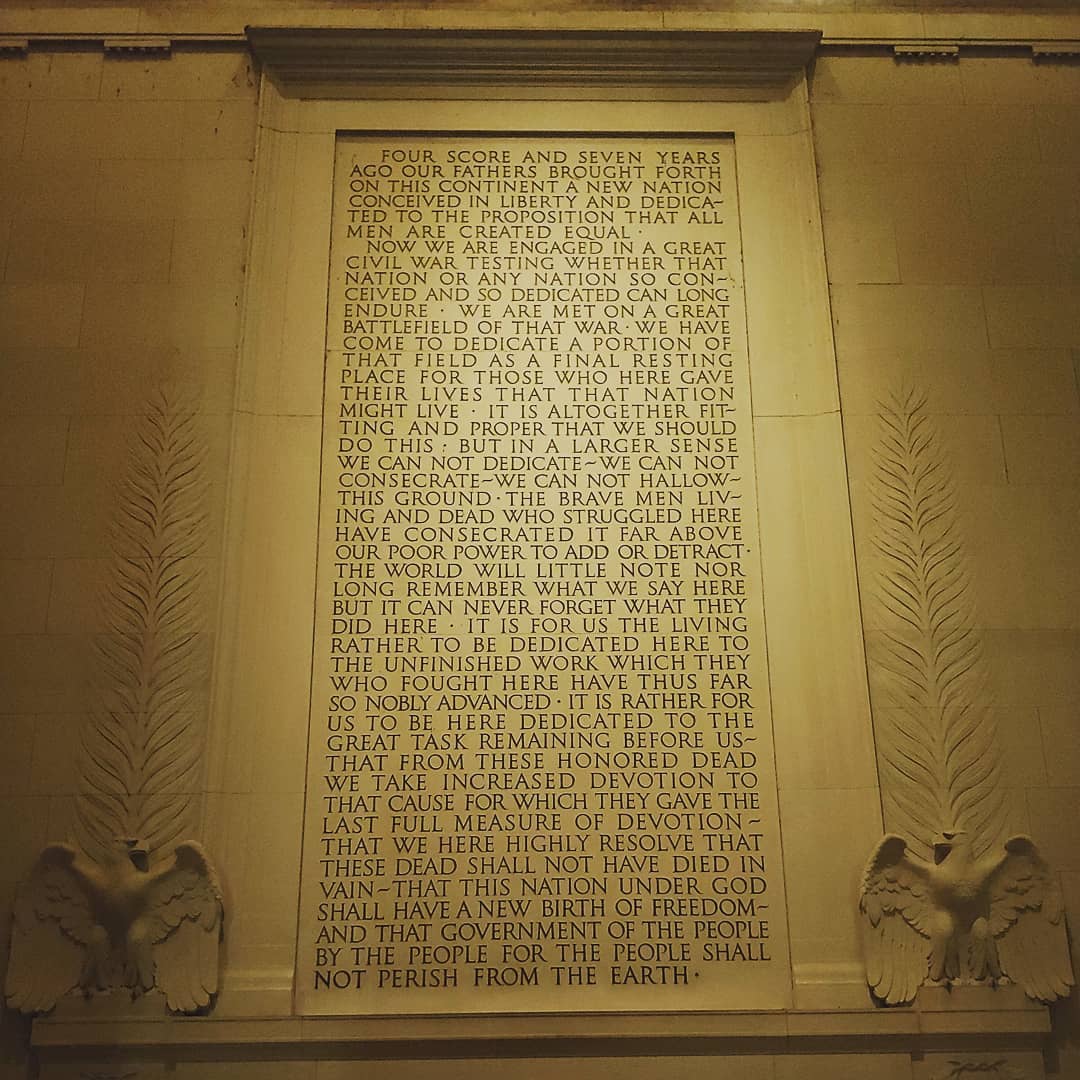 FOUR SCORE AND SEVEN YEARS
AGO OUR FATHERS BROUGHT FORTH
ON THIS CONTINENT A NEW NATION
CONCEIVED IN LIBERTY AND DEDICA~
TED TO THE PROPOSITION THAT ALL
MEN ARE CREATED EQUAL ·
NOW WE ARE ENGAGED IN A GREAT
CIVIL WAR TESTING WHETHER THAT
NATION OR ANY NATION SO CON~
CEIVED AND SO DEDICATED CAN LONG
ENDURE · WE ARE MET ON A GREAT
BATTLEFIELD OF THAT WAR · WE HAVE
COME TO DEDICATE A PORTION OF
THAT FIELD AS A FINAL RESTING
PLACE FOR THOSE WHO HERE GAVE
THEIR LIVES THAT THAT NATION
MIGHT LIVE · IT IS ALTOGETHER FIT~
TING AND PROPER THAT WE SHOULD
DO THIS · BUT IN A LARGER SENSE
WE CAN NOT DEDICATE~WE CAN NOT
CONSECRATE~WE CAN NOT HALLOW~
THIS GROUND · THE BRAVE MEN LIV~
ING AND DEAD WHO STRUGGLED HERE
HAVE CONSECRATED IT FAR ABOVE
OUR POOR POWER TO ADD OR DETRACT ·
THE WORLD WILL LITTLE NOTE NOR
LONG REMEMBER WHAT WE SAY HERE
BUT IT CAN NEVER FORGET WHAT THEY
DID HERE · IT IS FOR US THE LIVING
RATHER TO BE DEDICATED HERE TO
THE UNFINISHED WORK WHICH THEY
WHO FOUGHT HERE HAVE THUS FAR
SO NOBLY ADVANCED · IT IS RATHER FOR
US TO BE HERE DEDICATED TO THE
GREAT TASK REMAINING BEFORE US~
THAT FROM THESE HONORED DEAD
WE TAKE INCREASED DEVOTION TO
THAT CAUSE FOR WHICH THEY GAVE THE
LAST FULL MEASURE OF DEVOTION~
THAT WE HERE HIGHLY RESOLVE THAT
THESE DEAD SHALL NOT HAVE DIED IN
VAIN~THAT THIS NATION UNDER GOD
SHALL HAVE A NEW BIRTH OF FREEDOM~
AND THAT GOVERNMENT OF THE PEOPLE
BY THE PEOPLE FOR THE PEOPLE SHALL
NOT PERISH FROM THE EARTH ·